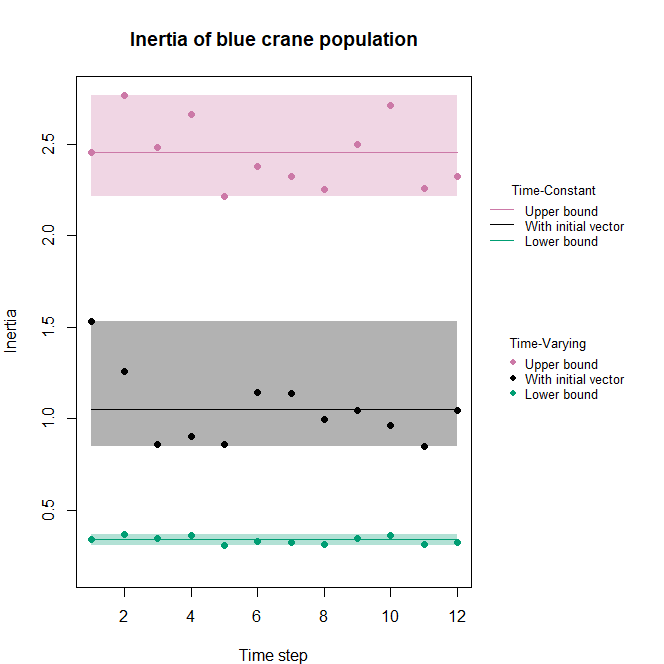 Inertia of blue crane population
Inertia
2.5
2.0
1.5
1.0
0.5
2 4 6 8 10 12
Time step
Time-Constant
Upper bound
With initial vector
Lower bound
Time-Varying
Upper bound
With initial vector
Lower bound